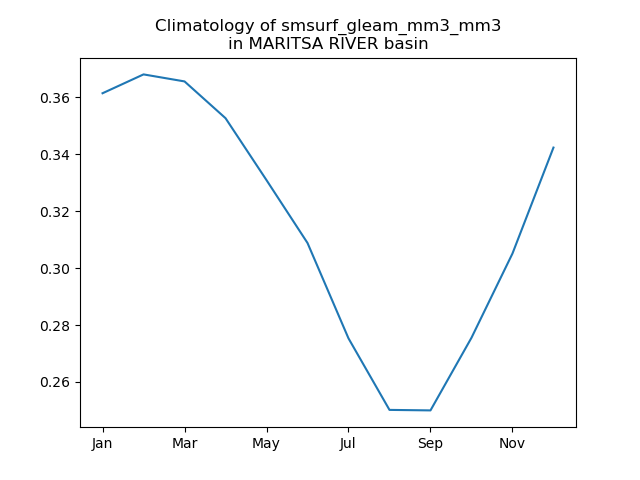 Climatology of smsurf_gleam_mm3_mm3
in MARITSA RIVER basin
0.36
0.34
0.32
0.30
0.28
0.26
Jan Mar May Jul Sep Nov